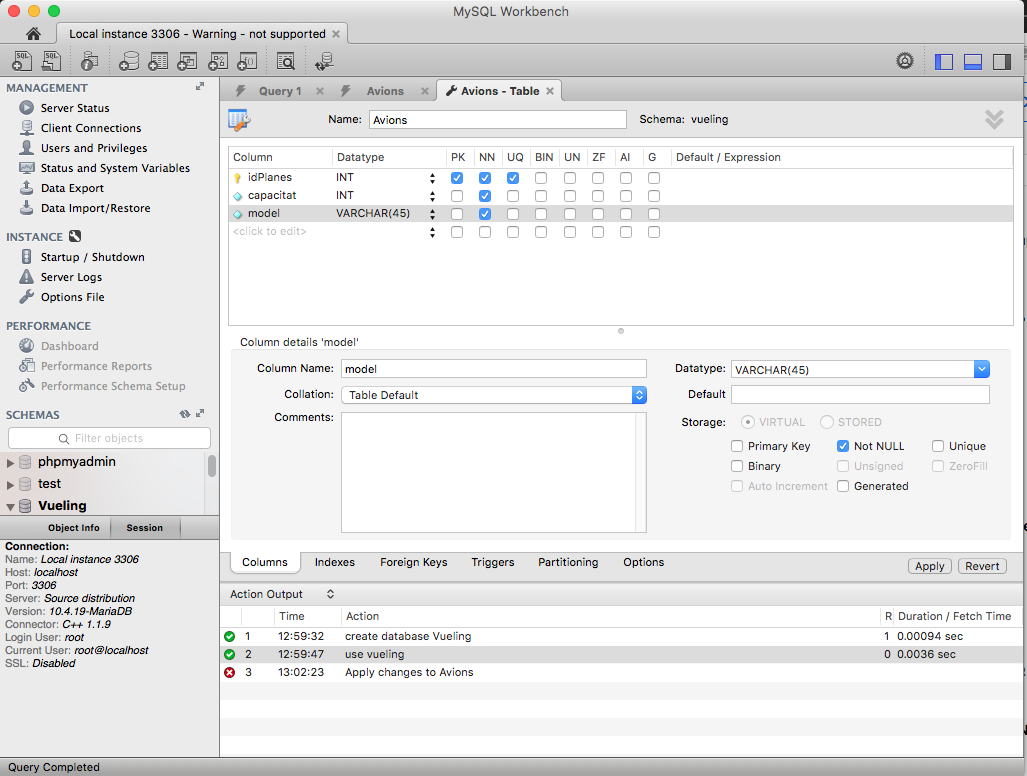 MySQL Workbench
Local instance 3306 - Warning - not supported
MANAGEMENT
Server Status
Client Connections
Users and Privileges
Status and System Variables
Data Export
Data Import/Restore
INSTANCE
Startup / Shutdown
Server Logs
Options File
PERFORMANCE
Dashboard
Performance Reports
Performance Schema Setup
SCHEMAS
Filter objects
phpmyadmin
test
Vueling
Object Info Session
Connection:
Name: Local instance 3306
Host: localhost
Port: 3306
Server: Source distribution
Version: 10.4.19-MariaDB
Connector: C++ 1.1.9
Login User: root
Current User: root@localhost
SSL: Disabled
Query 1 Avions Avions - Table
Name: Avions Schema: vueling
Column Datatype PK NN UQ BIN UN ZF AI G Default / Expression
idPlanes INT
capacitat INT
model VARCHAR(45)
<click to edit>
Column details 'model'
Column Name: model Datatype: VARCHAR(45)
Collation: Table Default Default
Comments: Storage: VIRTUAL STORED
Primary Key Not NULL Unique
Binary Unsigned ZeroFill
Auto Increment Generated
Columns Indexes Foreign Keys Triggers Partitioning Options Apply Revert
Action Output
Time Action R Duration / Fetch Time
1 12:59:32 create database Vueling 1 0.00094 sec
2 12:59:47 use vueling 0 0.0036 sec
3 13:02:23 Apply changes to Avions
Query Completed